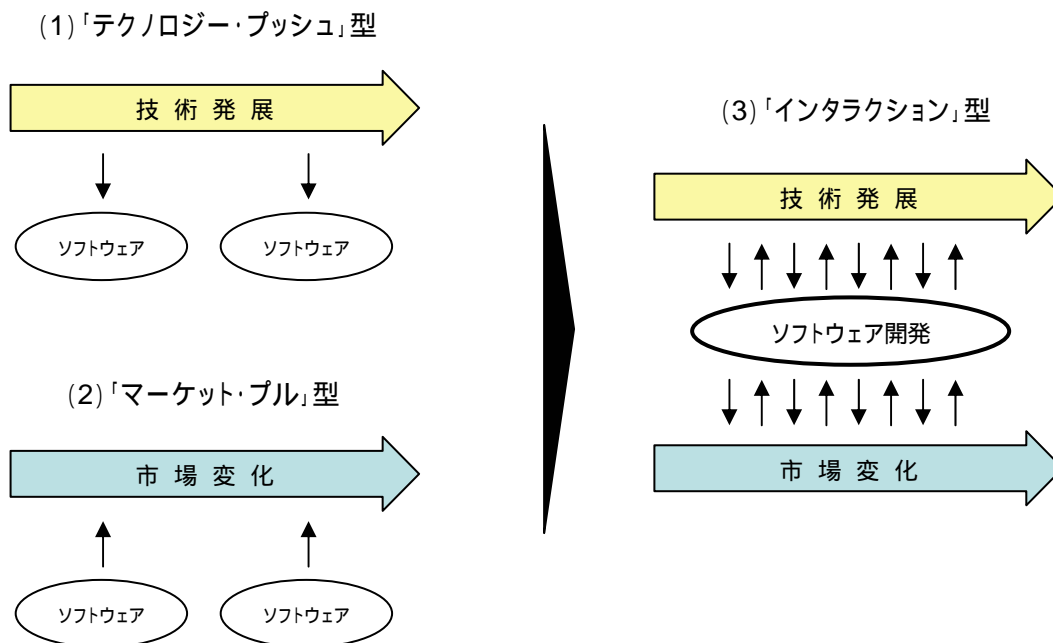 (1)「テクノロジー・プッシュ」型
技術発展
ソフトウェア
ソフトウェア
(2)「マーケット・プル」型
市場変化
ソフトウェア
ソフトウェア
(3)「インタラクション」型
技術発展
ソフトウェア開発
市場変化